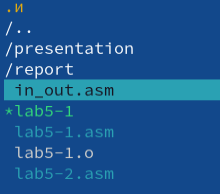 .и
/..
/presentation
/report
in_out.asm
*lab5-1
lab5-1.asm
lab5-1.o
lab5-2.asm